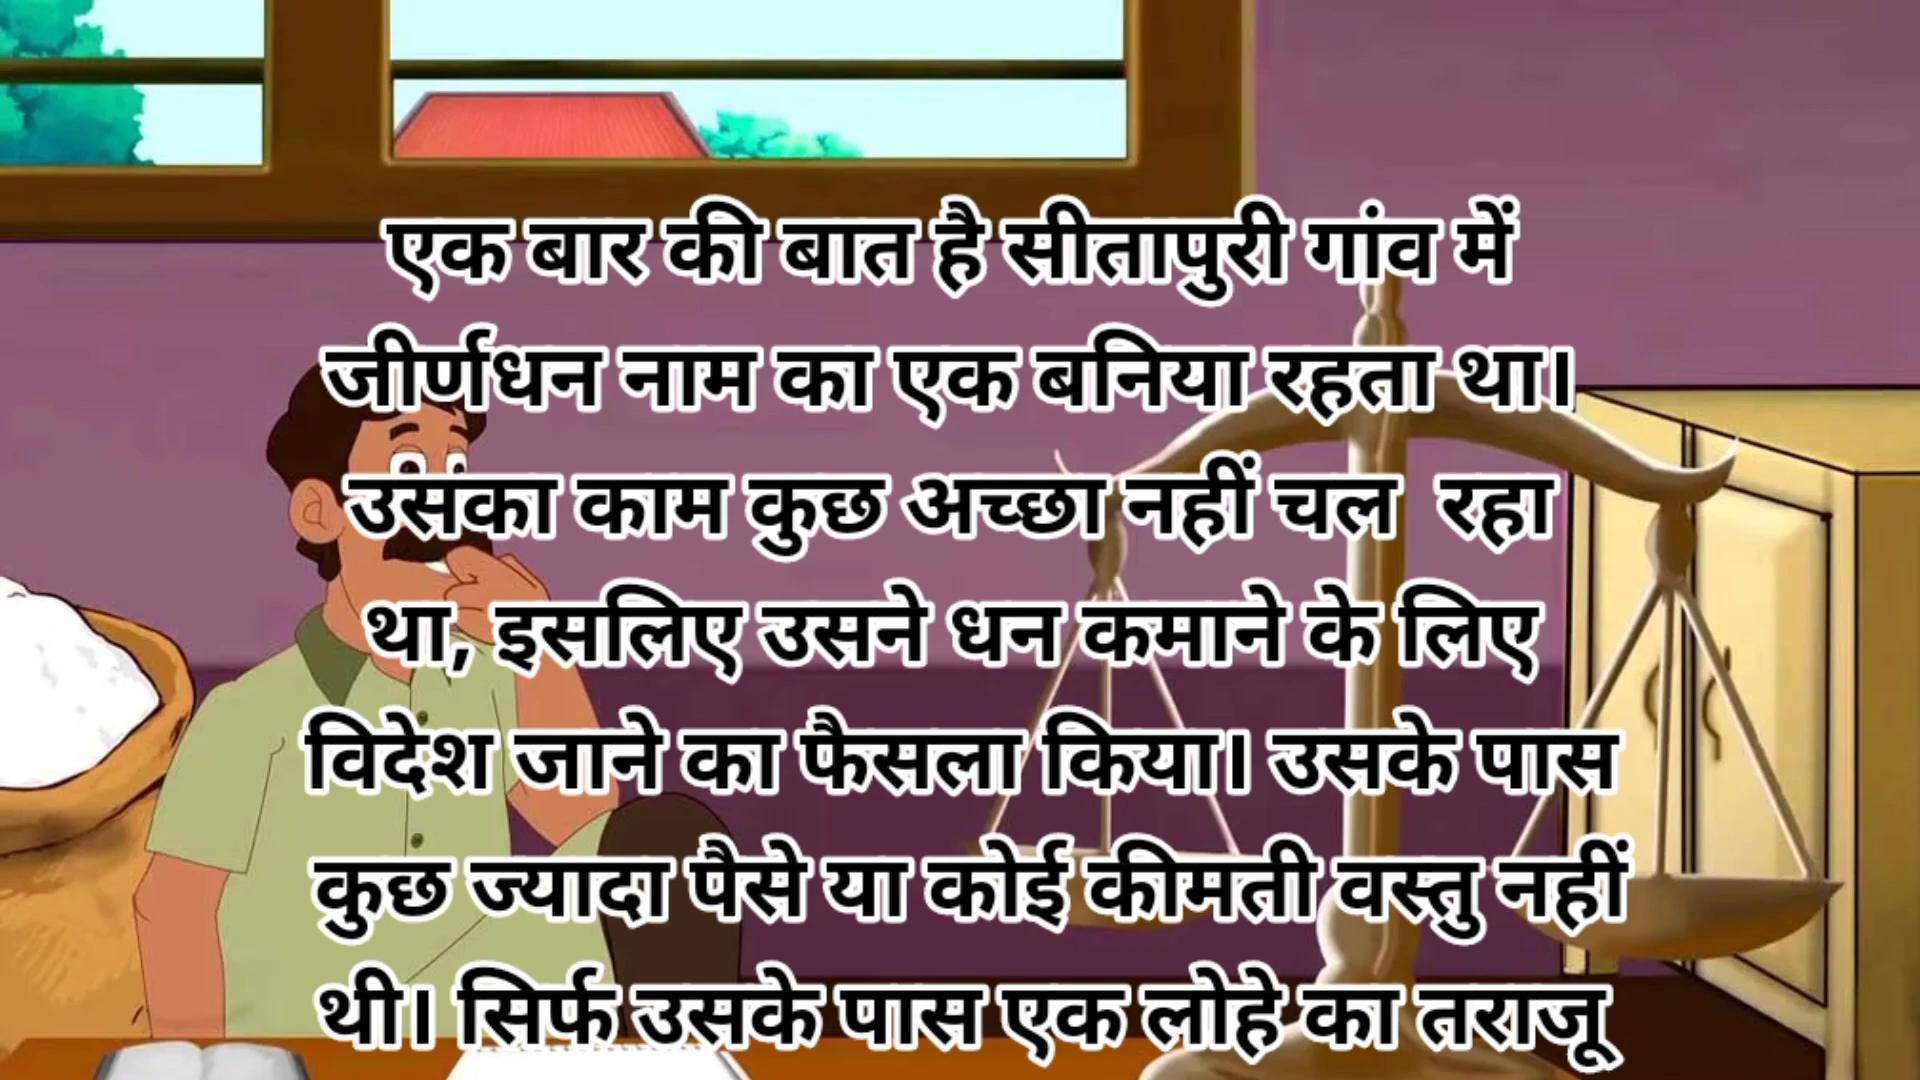 एक बार की बात है सीतापुरी गांव में
जीर्णधन नाम का एक बनिया रहता था।
उसका काम कुछ अच्छा नहीं चल रहा
था, इसलिए उसने धन कमाने के लिए
विदेश जाने का फैसला किया। उसके पास
कुछ ज्यादा पैसे या कोई कीमती वस्तु नहीं
थी। सिर्फ उसके पास एक लोहे का तराजू